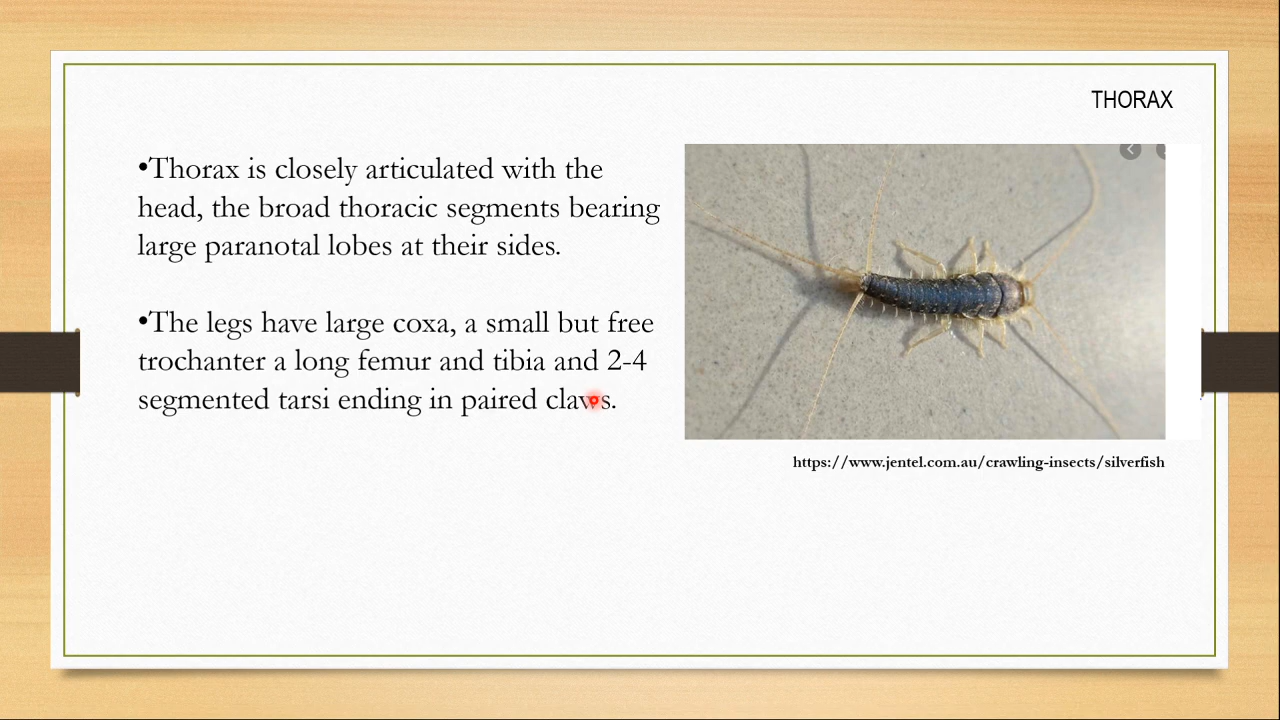 THORAX
•Thorax is closely articulated with the
head, the broad thoracic segments bearing
large paranotal lobes at their sides.
•The legs have large coxa, a small but free
trochanter a long femur and tibia and 2-4
segmented tarsi ending in paired claws.
https://www.jentel.com.au/crawling-insects/silverfish